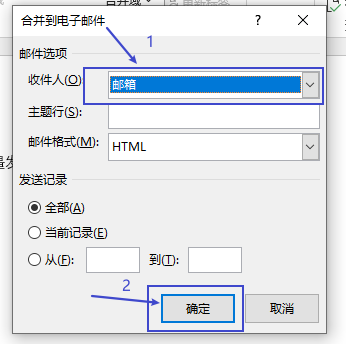 合并到电子邮件
1
邮件选项
收件人(O):
邮箱
主题行(S):
邮件格式(M):
HTML
发送记录
全部(A)
当前记录(E)
从(F):
到(T):
2
确定
取消